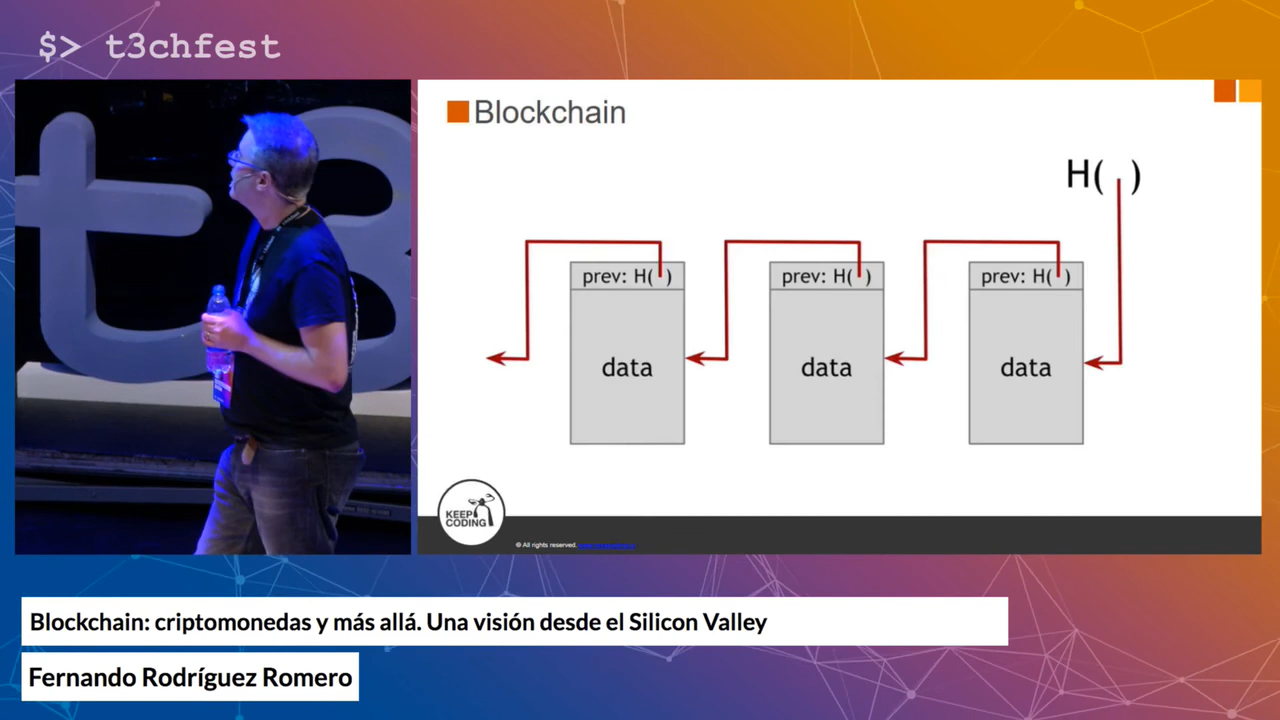 $> t3chfest
t3
Blockchain
H( )
prev: H( )
prev: H( )
prev: H( )
data
data
data
KEEP
CODING
© All rights reserved.
Blockchain: criptomonedas y más allá. Una visión desde el Silicon Valley
Fernando Rodríguez Romero